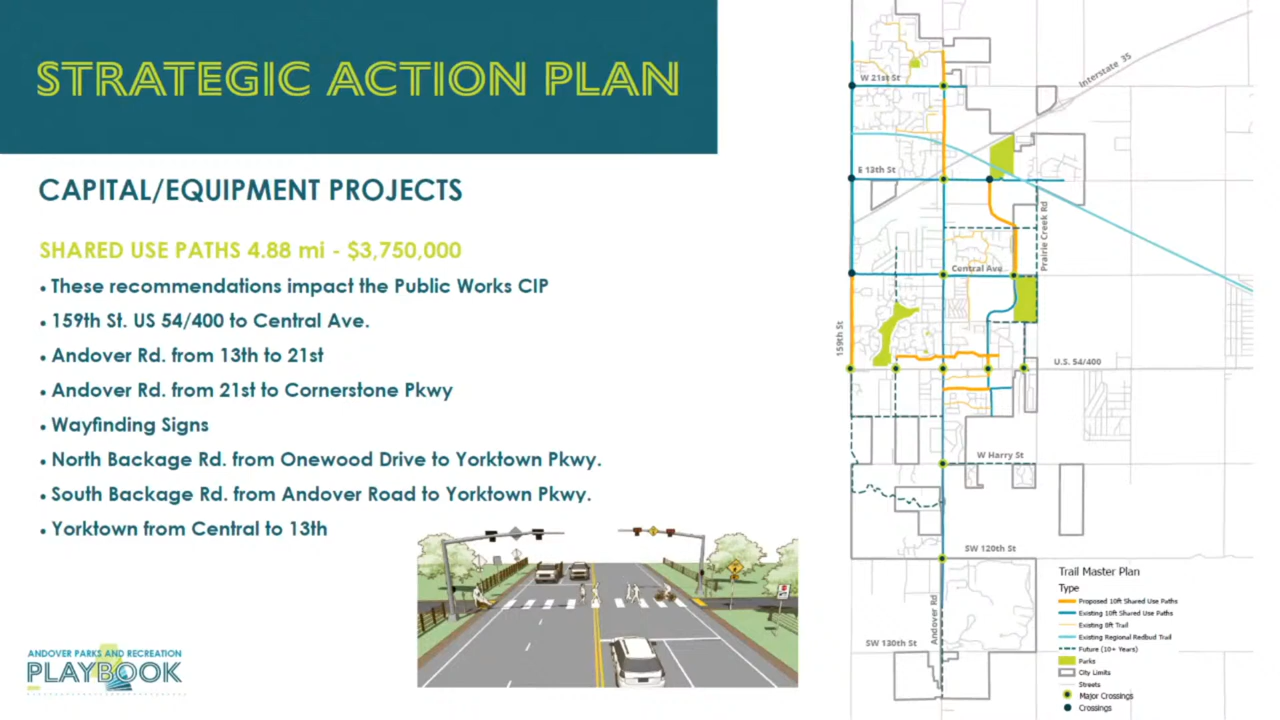 STRATEGIC ACTION PLAN
CAPITAL/EQUIPMENT PROJECTS
SHARED USE PATHS 4.88 mi - $3,750,000
• These recommendations impact the Public Works CIP
• 159th St. US 54/400 to Central Ave.
• Andover Rd. from 13th to 21st
• Andover Rd. from 21st to Cornerstone Pkwy
• Wayfinding Signs
• North Backage Rd. from Onewood Drive to Yorktown Pkwy.
• South Backage Rd. from Andover Road to Yorktown Pkwy.
• Yorktown from Central to 13th
ANDOVER PARKS AND RECREATION
PLAYBOOK
W 21st St
Interstate 35
E 13th St
Prairie Creek Rd
Central Ave
159th St
U.S. 54/400
W Harry St
SW 120th St
Andover Rd
SW 130th St
Trail Master Plan
Type
Proposed 10ft Shared Use Paths
Existing 10ft Shared Use Paths
Existing 8ft Trail
Existing Regional Redbud Trail
Future (10+ Years)
Parks
City Limits
Streets
Major Crossings
Crossings